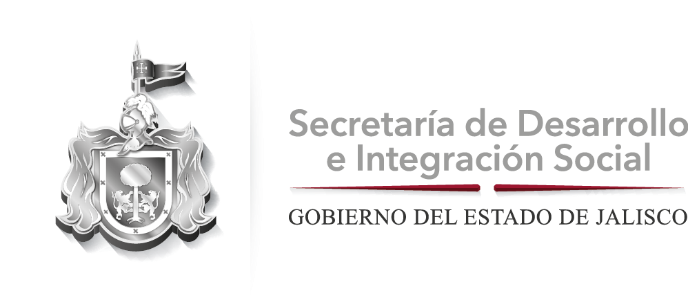 Secretaría de Desarrollo
e Integración Social
GOBIERNO DEL ESTADO DE JALISCO